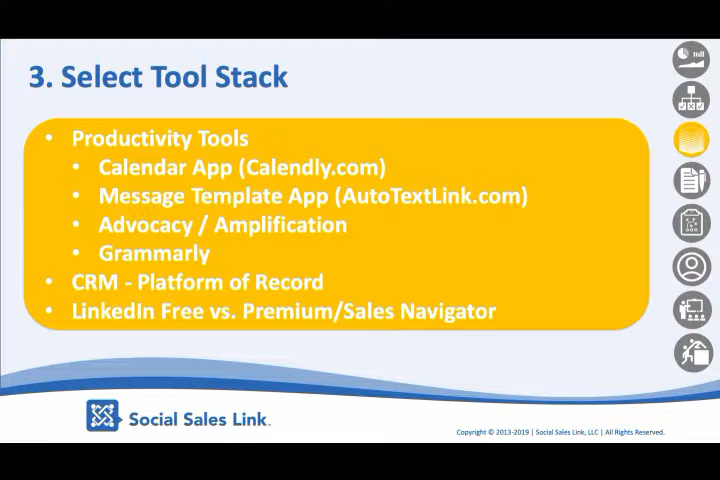 3. Select Tool Stack
• Productivity Tools
• Calendar App (Calendly.com)
• Message Template App (AutoTextLink.com)
• Advocacy / Amplification
• Grammarly
• CRM - Platform of Record
• LinkedIn Free vs. Premium/Sales Navigator
Social Sales Link™
Copyright © 2013-2019 | Social Sales Link, LLC | All Rights Reserved.